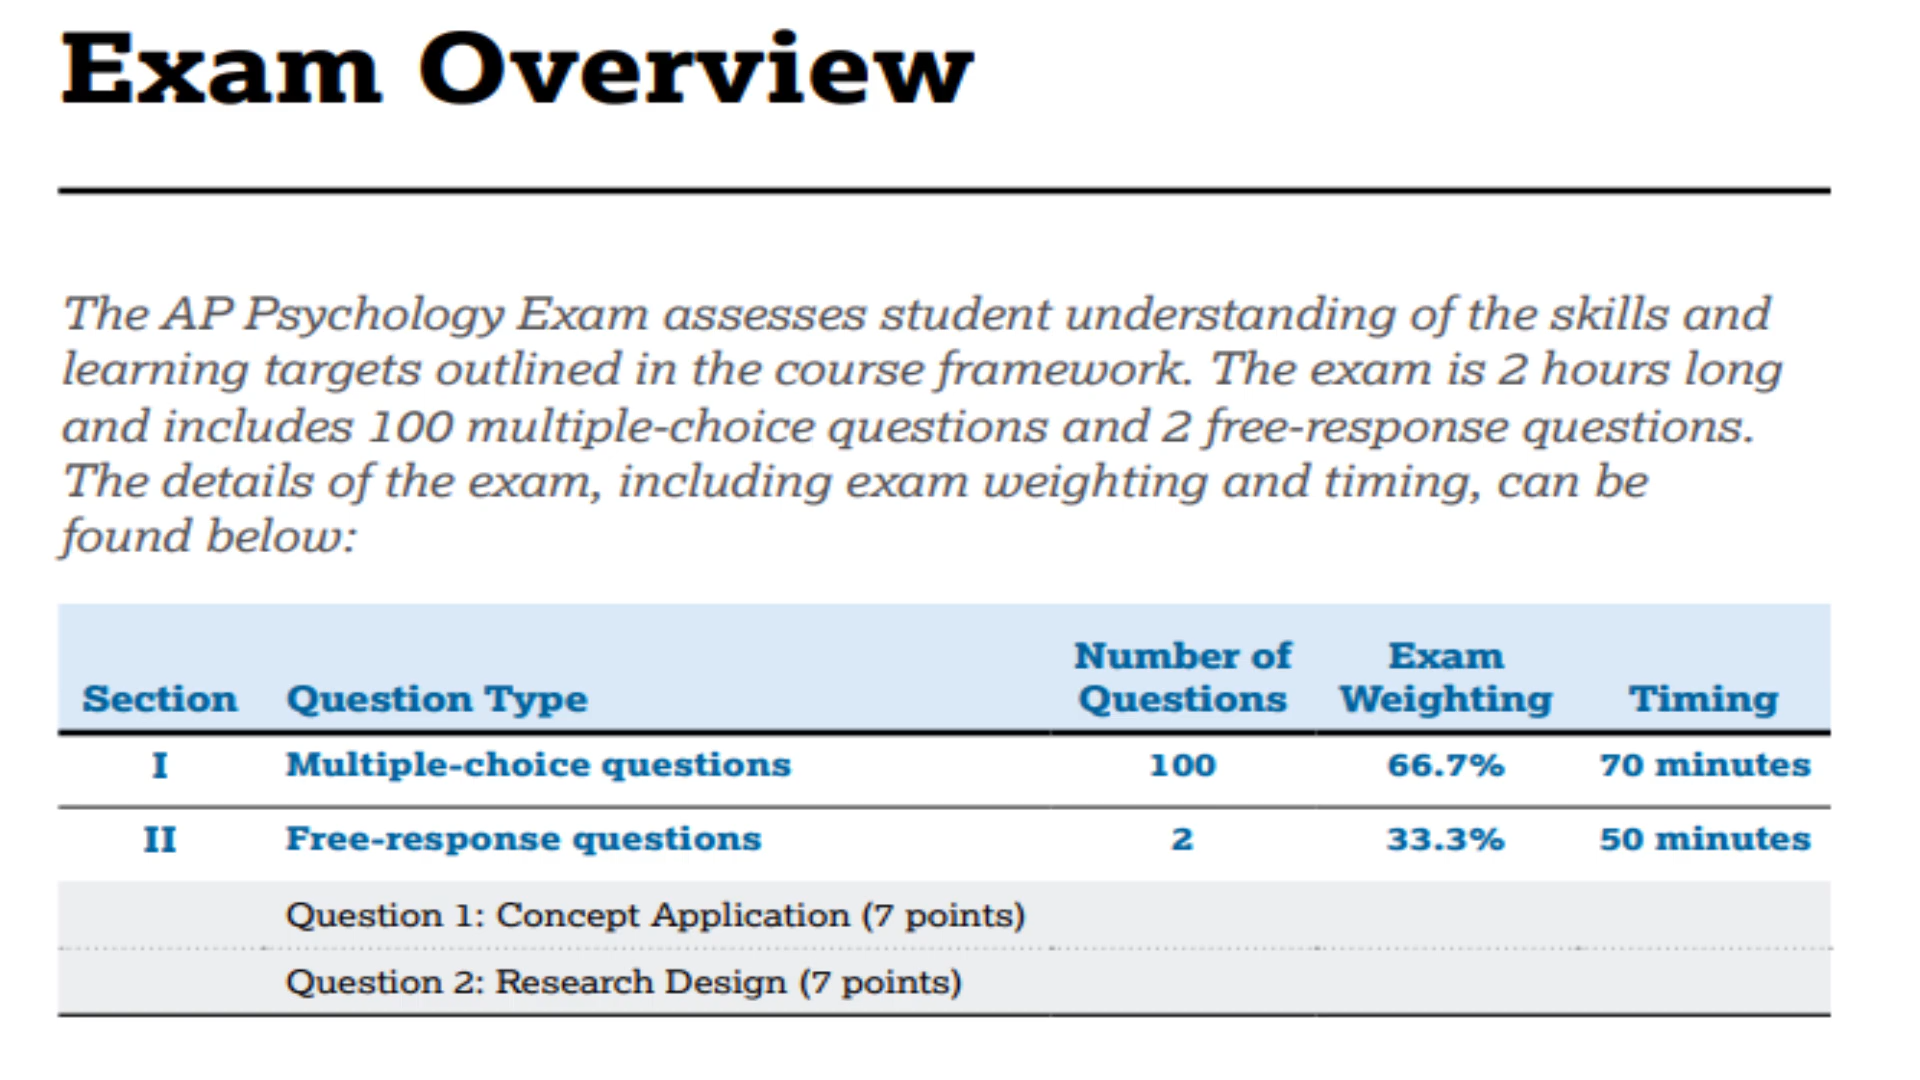 Exam Overview
The AP Psychology Exam assesses student understanding of the skills and
learning targets outlined in the course framework. The exam is 2 hours long
and includes 100 multiple-choice questions and 2 free-response questions.
The details of the exam, including exam weighting and timing, can be
found below:
Section Question Type Number of Questions Exam Weighting Timing
I Multiple-choice questions 100 66.7% 70 minutes
II Free-response questions 2 33.3% 50 minutes
Question 1: Concept Application (7 points)
Question 2: Research Design (7 points)